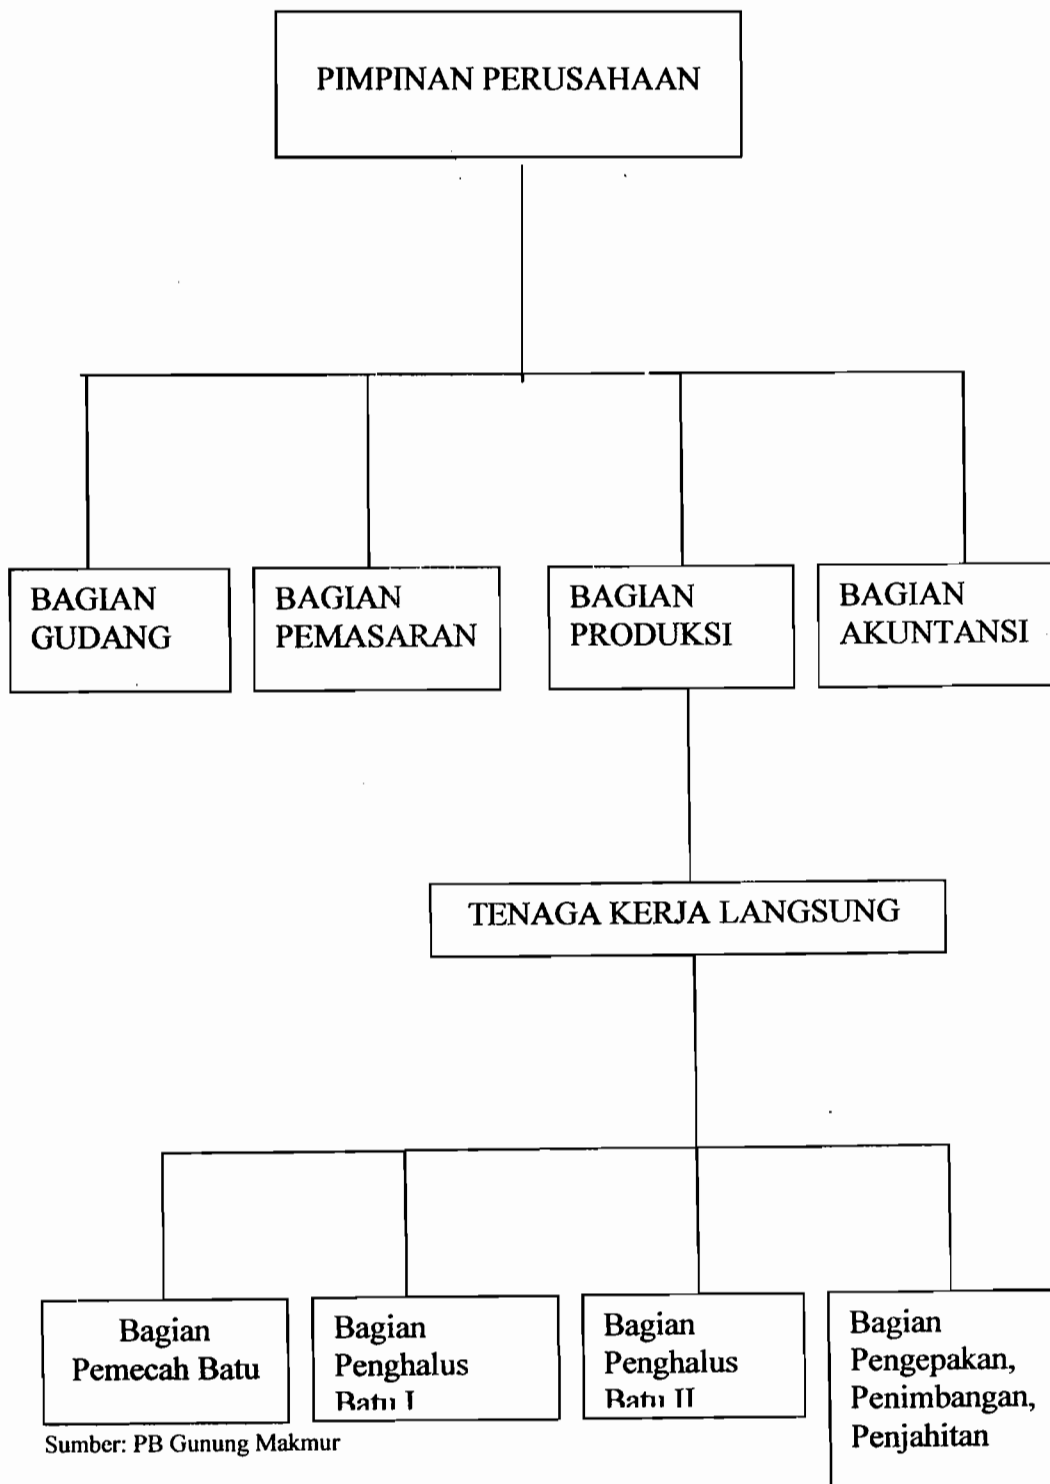 PIMPINAN PERUSAHAAN
BAGIAN
GUDANG
BAGIAN
PEMASARAN
BAGIAN
PRODUKSI
BAGIAN
AKUNTANSI
TENAGA KERJA LANGSUNG
Bagian
Pemecah Batu
Bagian
Penghalus
Batu I
Bagian
Penghalus
Batu II
Bagian
Pengepakan,
Penimbangan,
Penjahitan
Sumber: PB Gunung Makmur